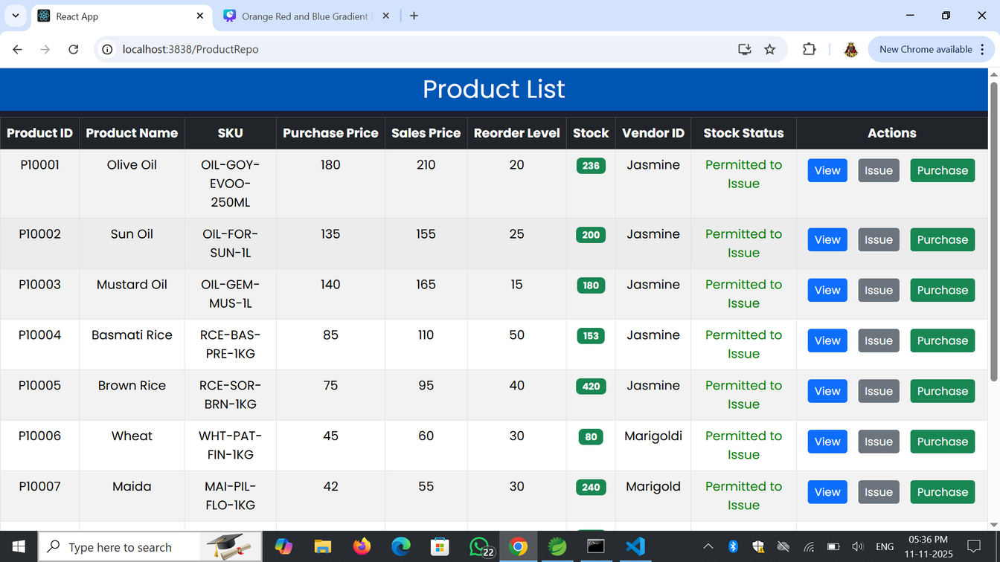 React App
Orange Red and Blue Gradient
localhost:3838/ProductRepo
New Chrome available
Product List
Product ID Product Name SKU Purchase Price Sales Price Reorder Level Stock Vendor ID Stock Status Actions
P10001 Olive Oil OIL-GOY- 180 210 20 236 Jasmine Permitted to View Issue Purchase
EVOO- Issue
250ML
P10002 Sun Oil OIL-FOR- 135 155 25 200 Jasmine Permitted to View Issue Purchase
SUN-1L Issue
P10003 Mustard Oil OIL-GEM- 140 165 15 180 Jasmine Permitted to View Issue Purchase
MUS-1L Issue
P10004 Basmati Rice RCE-BAS- 85 110 50 153 Jasmine Permitted to View Issue Purchase
PRE-1KG Issue
P10005 Brown Rice RCE-SOR- 75 95 40 420 Jasmine Permitted to View Issue Purchase
BRN-1KG Issue
P10006 Wheat WHT-PAT- 45 60 30 80 Marigoldi Permitted to View Issue Purchase
FIN-1KG Issue
P10007 Maida MAI-PIL- 42 55 30 240 Marigold Permitted to View Issue Purchase
FLO-1KG Issue
Type here to search
22
ENG
05:36 PM
11-11-2025